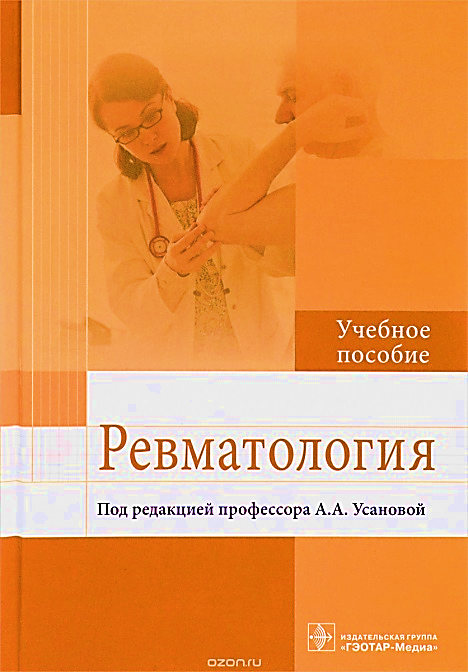 Учебное
пособие
Ревматология
Под редакцией профессора А.А. Усановой
ИЗДАТЕЛЬСКАЯ ГРУППА
«ГЭОТАР-Медиа»
ozon.ru